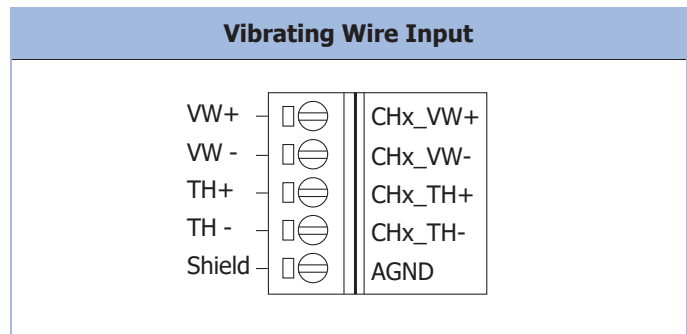 Vibrating Wire Input
VW+ CHx_VW+
VW - CHx_VW-
TH+ CHx_TH+
TH - CHx_TH-
Shield AGND